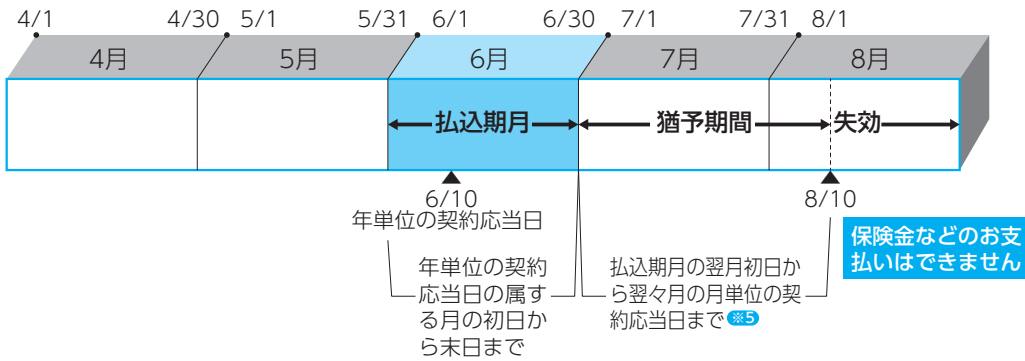 4/1 4/30 5/1 5/31 6/1 6/30 7/1 7/31 8/1
4月 5月 6月 7月 8月
払込期月 猶予期間 失効
6/10 8/10
年単位の契約応当日
保険金などのお支
払いはできません
年単位の契約
応当日の属す
る月の初日か
ら末日まで
払込期月の翌月初日か
ら翌々月の月単位の契
約応当日まで※5